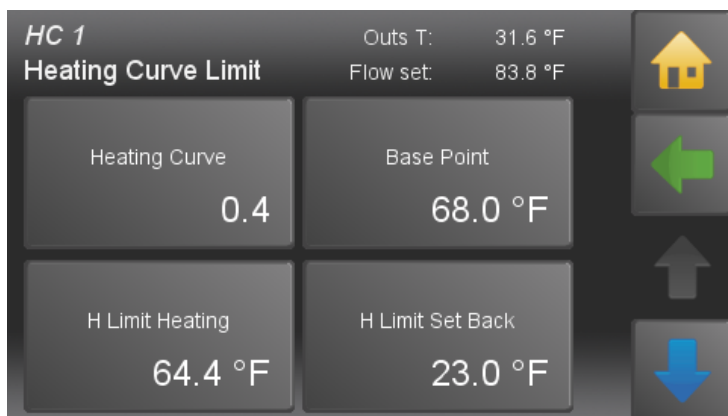 HC 1
Outs T: 31.6 °F
Heating Curve Limit
Flow set: 83.8 °F
Heating Curve
0.4
Base Point
68.0 °F
H Limit Heating
64.4 °F
H Limit Set Back
23.0 °F